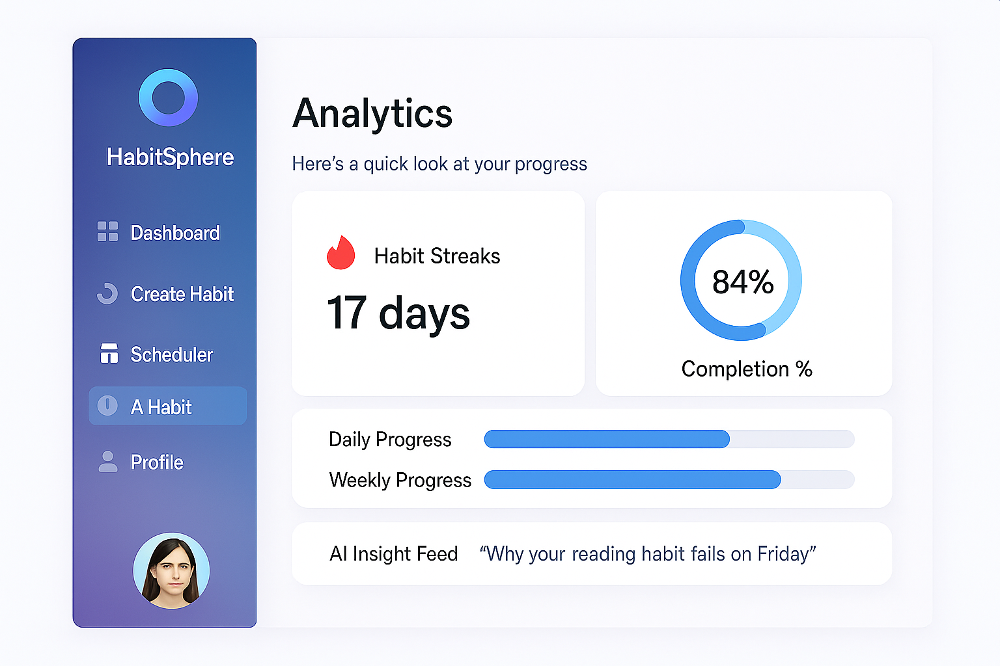 HabitSphere
Dashboard
Create Habit
Scheduler
A Habit
Profile
Analytics
Here’s a quick look at your progress
Habit Streaks
17 days
84%
Completion %
Daily Progress
Weekly Progress
AI Insight Feed “Why your reading habit fails on Friday”